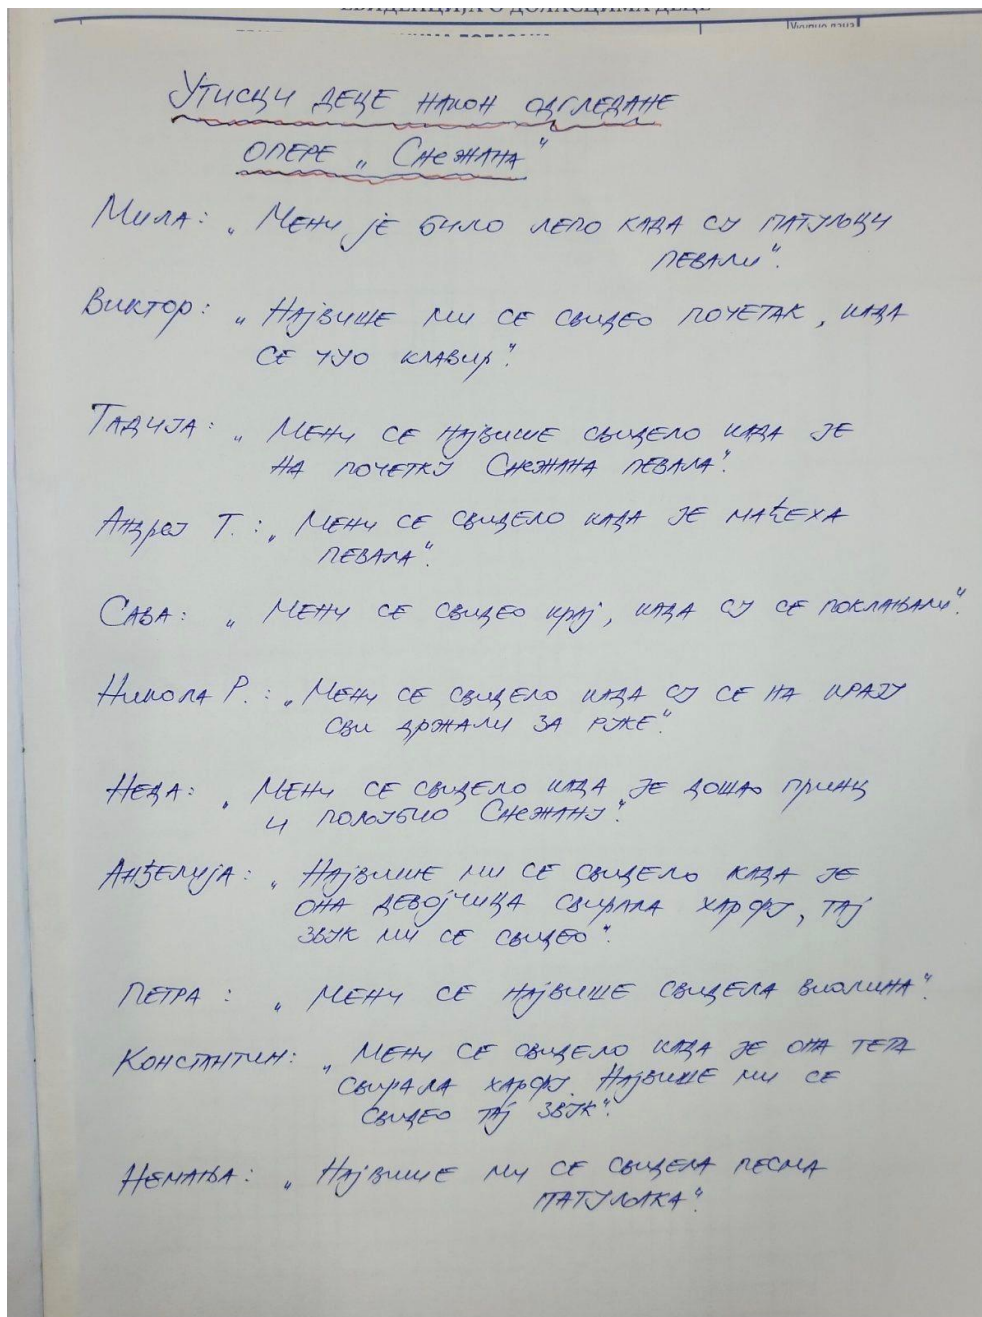 ЕВИДЕНЦИЈА О ДОЛАСЦИМА ДЕЦЕ
Укупно дана
Утисци деце након одгледане
опере „Снежана“
Мила: „Мени је било лепо када су патуљци
певали“.
Виктор: „Највише ми се свидео почетак, када
се чуо клавир“.
Тадија: „Мени се највише свидело када је
на почетку Снежана певала“.
Андреј Т.: „Мени се свидело када је маћеха
певала“.
Сава: „Мени се свидео крај, када су се поклањали“.
Никола Р.: „Мени се свидело када су се на крају
сви држали за руке“.
Неда: „Мени се свидело када је дошао принц
и пољубио Снежану“.
Анђелија: „Највише ми се свидело када је
она девојчица свирала харфу, тај
звук ми се свидео“.
Петра: „Мени се највише свидела виолина“.
Константин: „Мени се свидело када је она тета
свирала харфу. Највише ми се
свидео тај звук“.
Немања: „Највише ми се свидела песма
патуљака“.